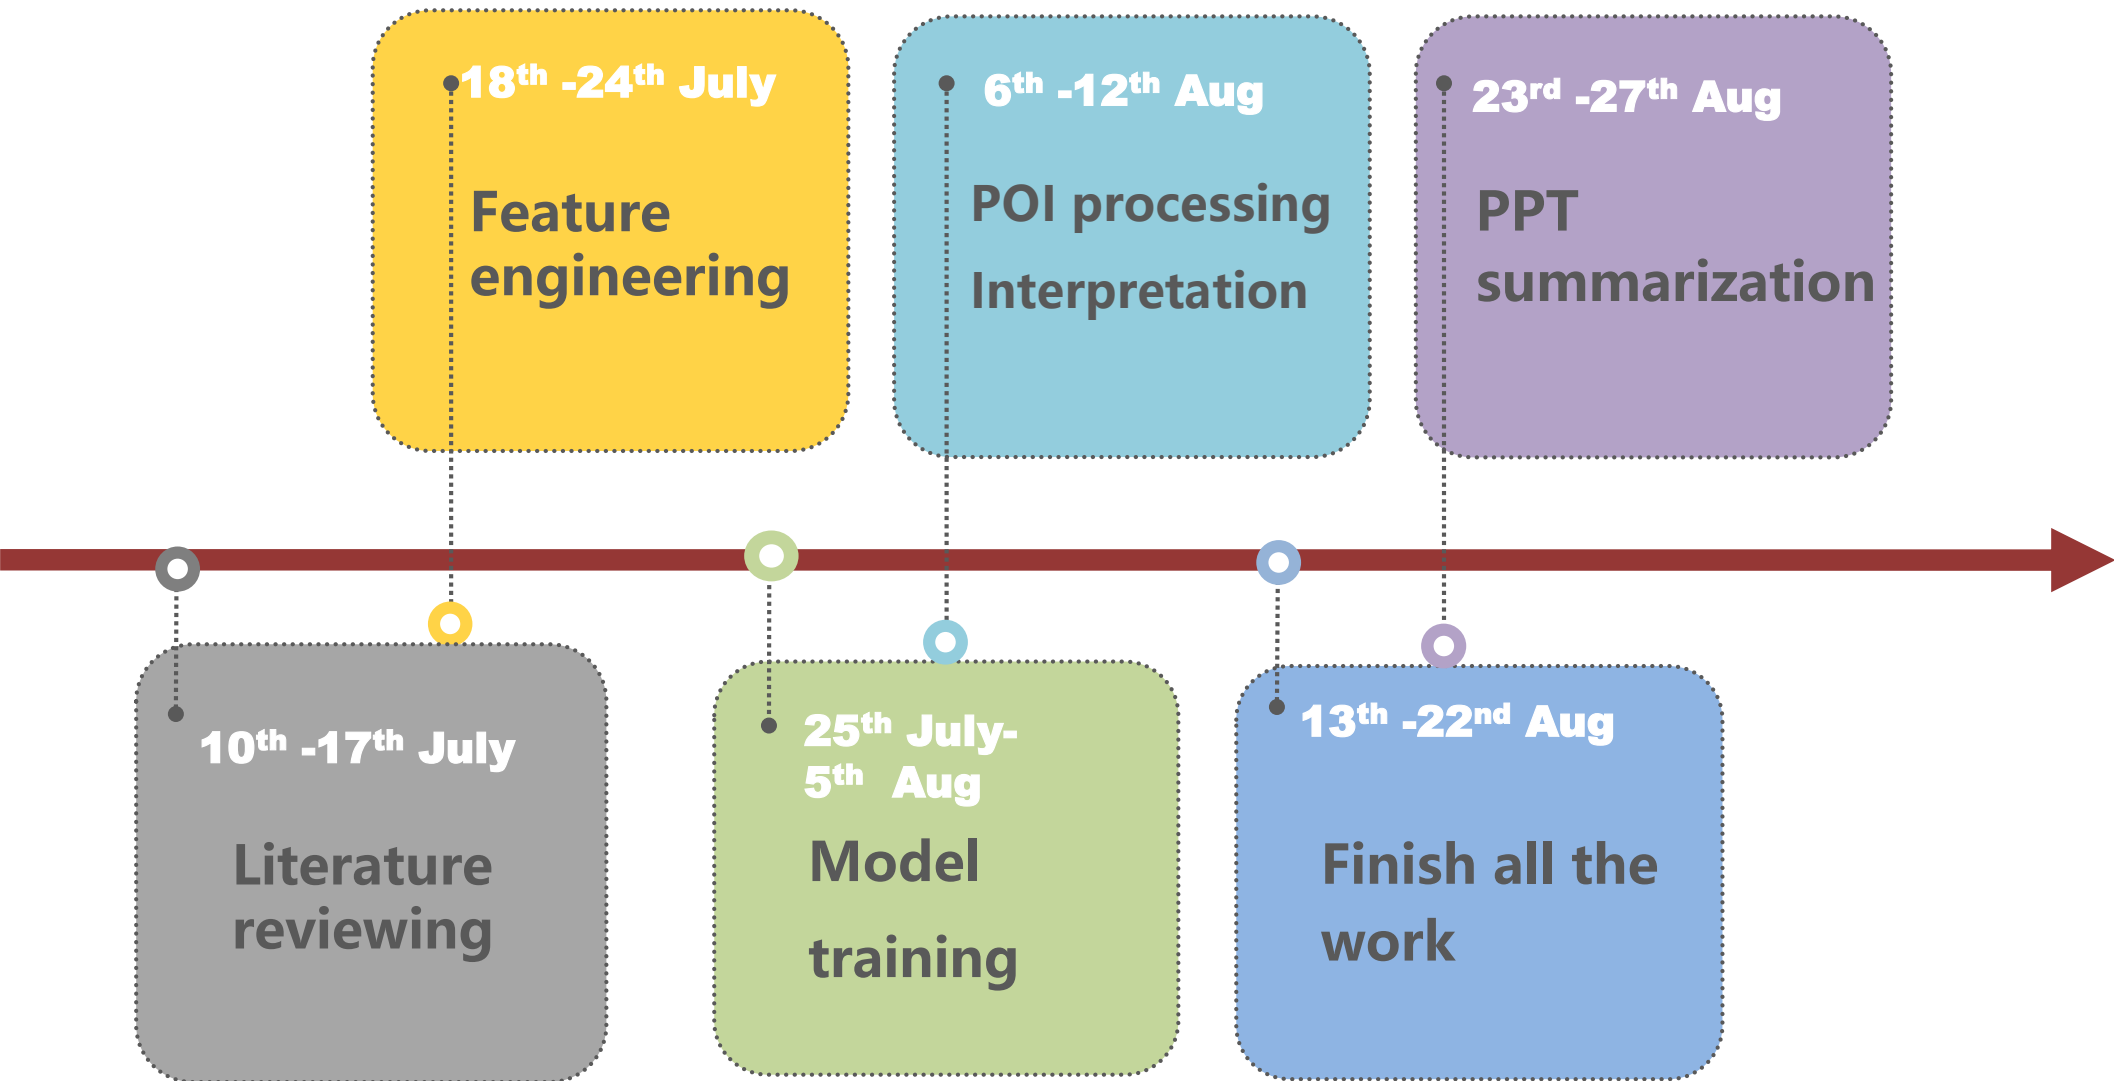 18th -24th July
Feature
engineering
6th -12th Aug
POI processing
Interpretation
23rd -27th Aug
PPT
summarization
10th -17th July
Literature
reviewing
25th July-
5th Aug
Model
training
13th -22nd Aug
Finish all the
work